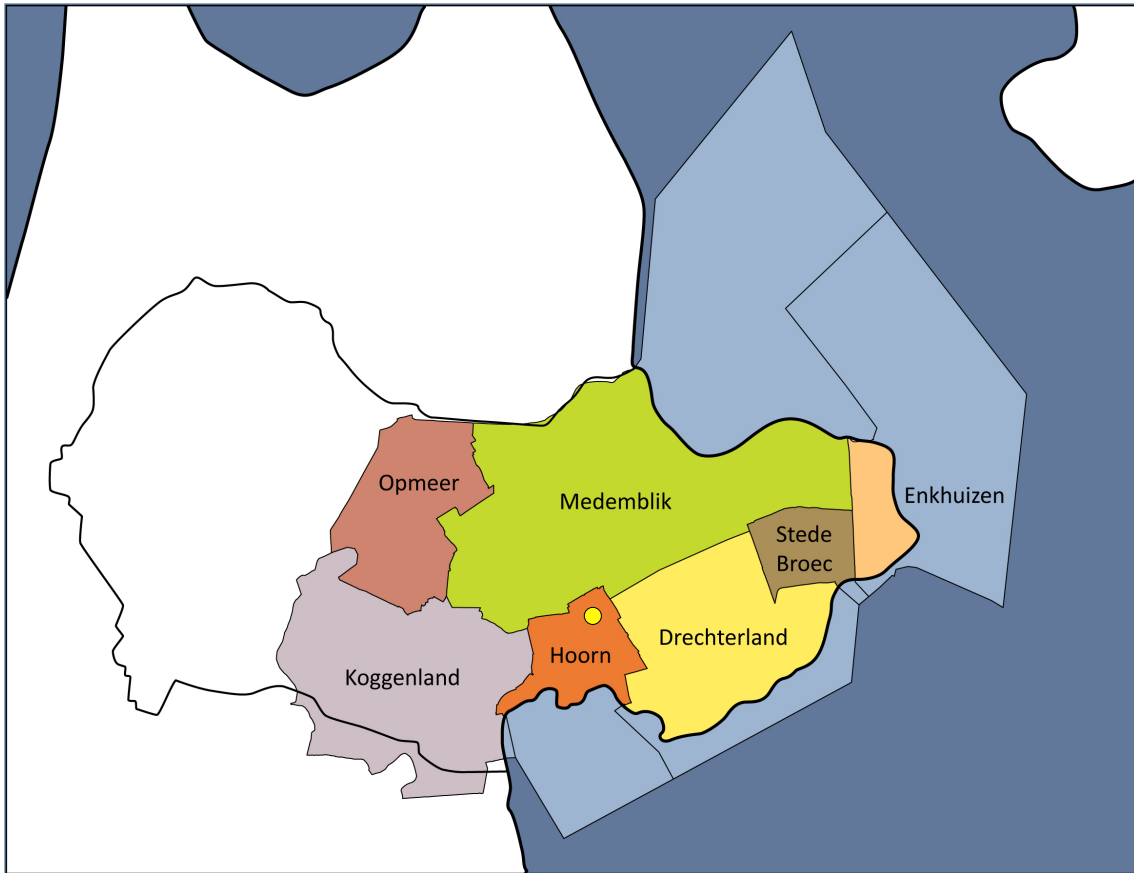 Opmeer
Medemblik
Enkhuizen
Stede
Broec
Drechterland
Hoorn
Koggenland